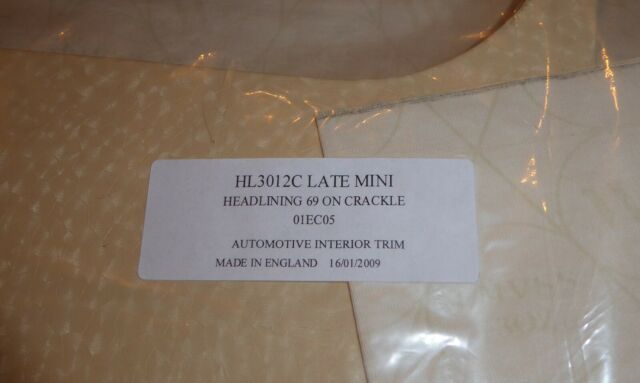 HL3012C LATE MINI
HEADLINING 69 ON CRACKLE
01EC05
AUTOMOTIVE INTERIOR TRIM
MADE IN ENGLAND 16/01/2009